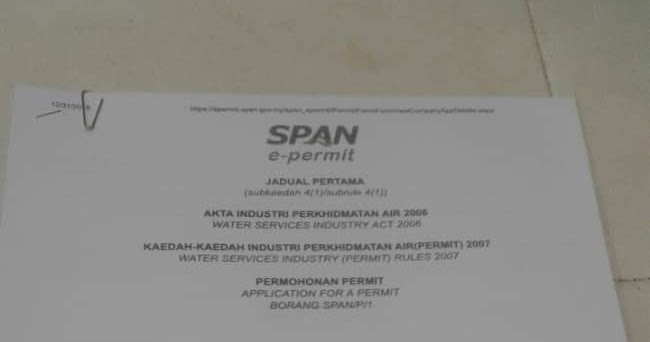 SPAN
e-permit
JADUAL PERTAMA
(subkaedah 4(1)/subrule 4(1))
AKTA INDUSTRI PERKHIDMATAN AIR 2006
WATER SERVICES INDUSTRY ACT 2006
KAEDAH-KAEDAH INDUSTRI PERKHIDMATAN AIR(PERMIT) 2007
WATER SERVICES INDUSTRY (PERMIT) RULES 2007
PERMOHONAN PERMIT
APPLICATION FOR A PERMIT
BORANG SPAN/P/1